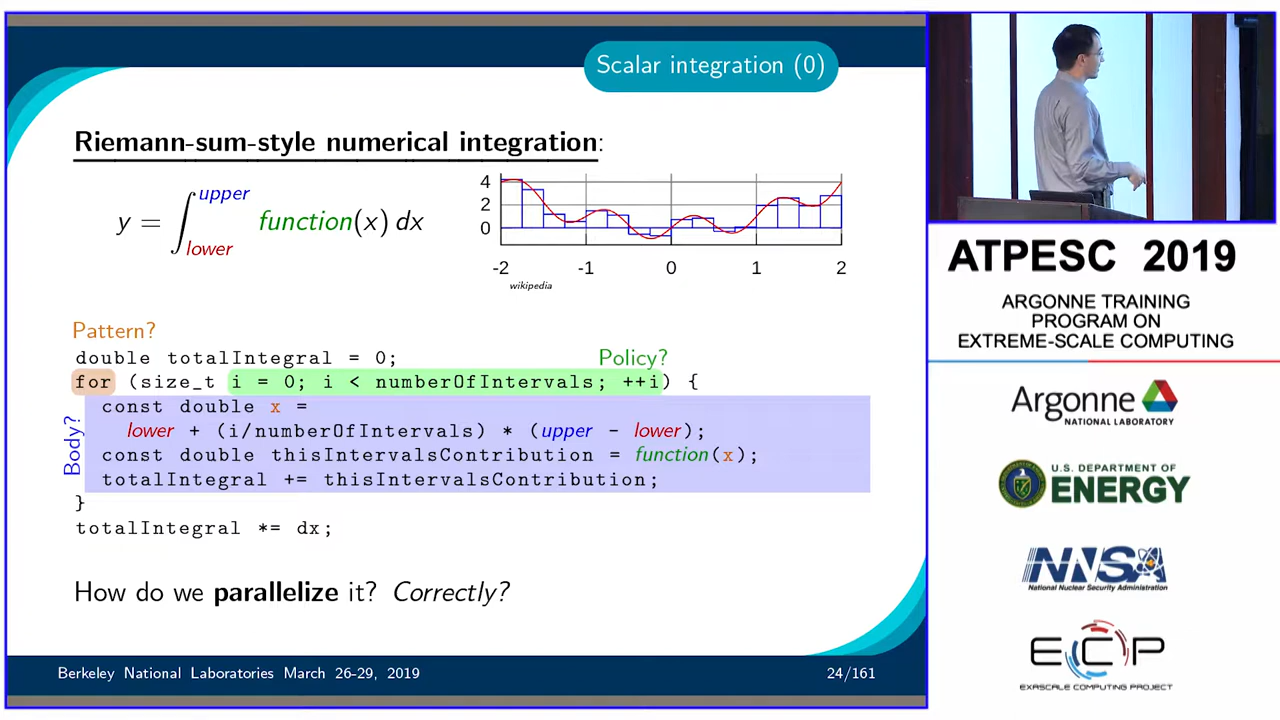 Scalar integration (0)
Riemann-sum-style numerical integration:
y = ∫ upper lower function(x) dx
4
2
0
-2 -1 0 1 2
wikipedia
Pattern?
double totalIntegral = 0;
Policy?
for (size_t i = 0; i < numberOfIntervals; ++i) {
Body?
const double x =
lower + (i/numberOfIntervals) * (upper - lower);
const double thisIntervalsContribution = function(x);
totalIntegral += thisIntervalsContribution;
}
totalIntegral *= dx;
How do we parallelize it? Correctly?
Berkeley National Laboratories March 26-29, 2019
24/161
ATPESC 2019
ARGONNE TRAINING
PROGRAM ON
EXTREME-SCALE COMPUTING
Argonne
NATIONAL LABORATORY
U.S. DEPARTMENT OF
ENERGY
NNSA
National Nuclear Security Administration
ECP
EXASCALE COMPUTING PROJECT